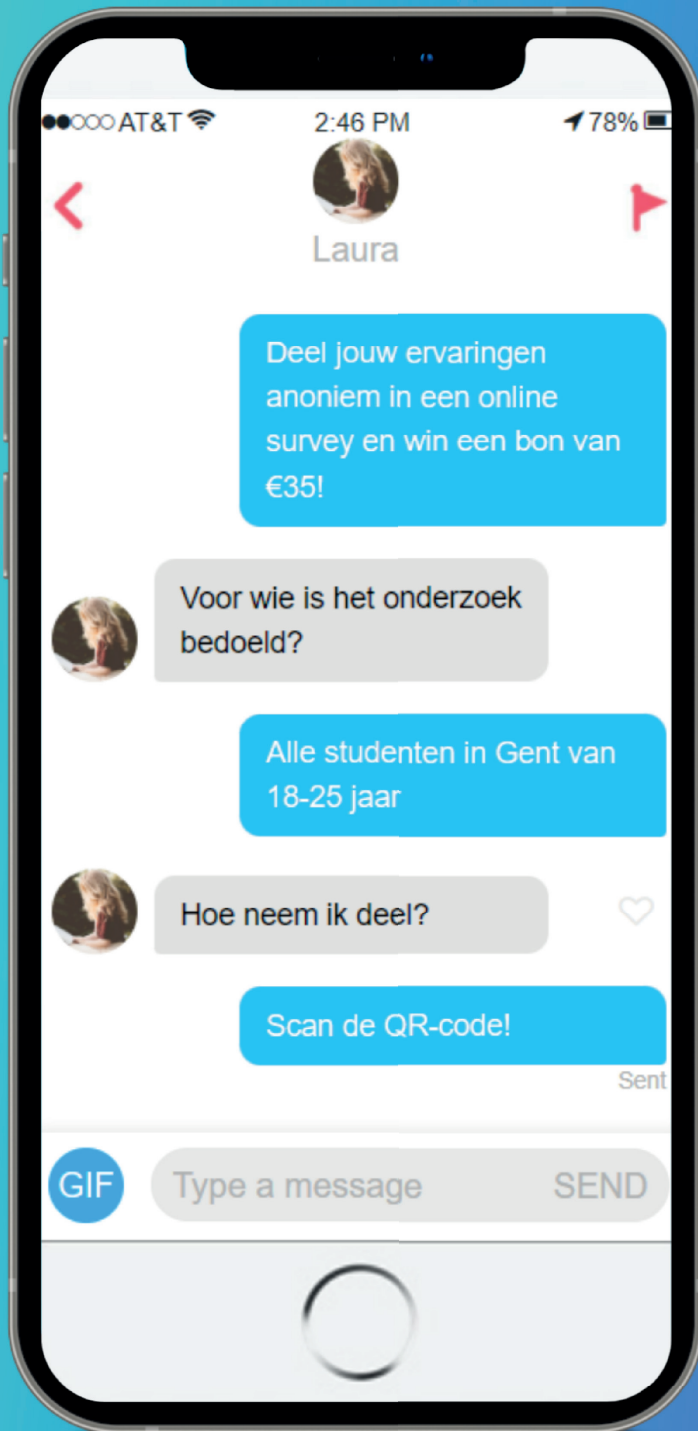 AT&T 2:46 PM 78%
Laura
Deel jouw ervaringen
anoniem in een online
survey en win een bon van
€35!
Voor wie is het onderzoek
bedoeld?
Alle studenten in Gent van
18-25 jaar
Hoe neem ik deel?
Scan de QR-code!
Sent
GIF Type a message SEND